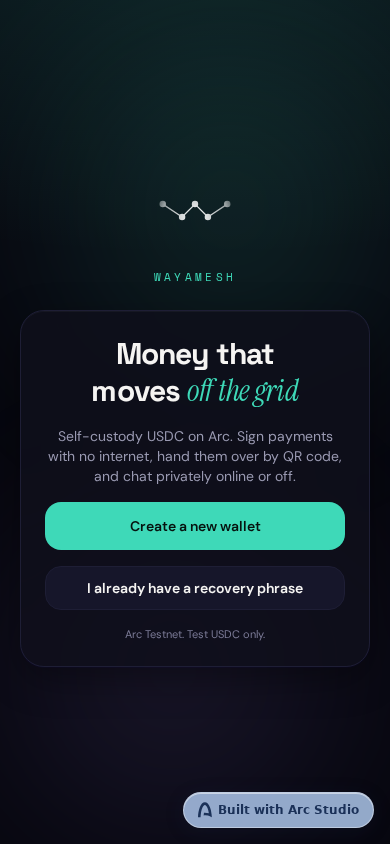 WAYAMESH
Money that
moves off the grid
Self-custody USDC on Arc. Sign payments
with no internet, hand them over by QR code,
and chat privately online or off.
Create a new wallet
I already have a recovery phrase
Arc Testnet. Test USDC only.
Built with Arc Studio